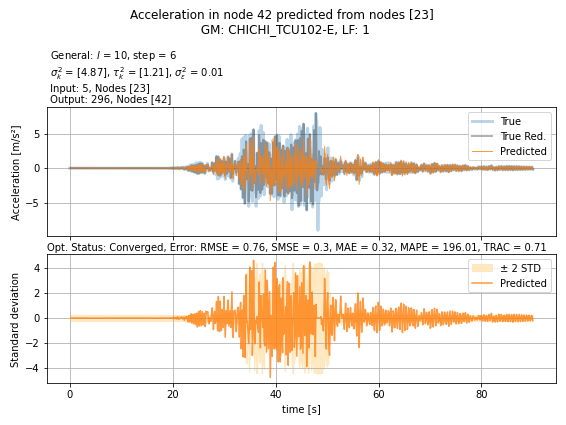 Acceleration in node 42 predicted from nodes [23]
GM: CHICHI_TCU102-E, LF: 1
General: l = 10, step = 6
σ²ₖ = [4.87], τ²ₖ = [1.21], σ²ε = 0.01
Input: 5, Nodes [23]
Output: 296, Nodes [42]
Acceleration [m/s²]
5
0
−5
True
True Red.
Predicted
Opt. Status: Converged, Error: RMSE = 0.76, SMSE = 0.3, MAE = 0.32, MAPE = 196.01, TRAC = 0.71
Standard deviation
4
2
0
−2
−4
± 2 STD
Predicted
0 20 40 60 80
time [s]